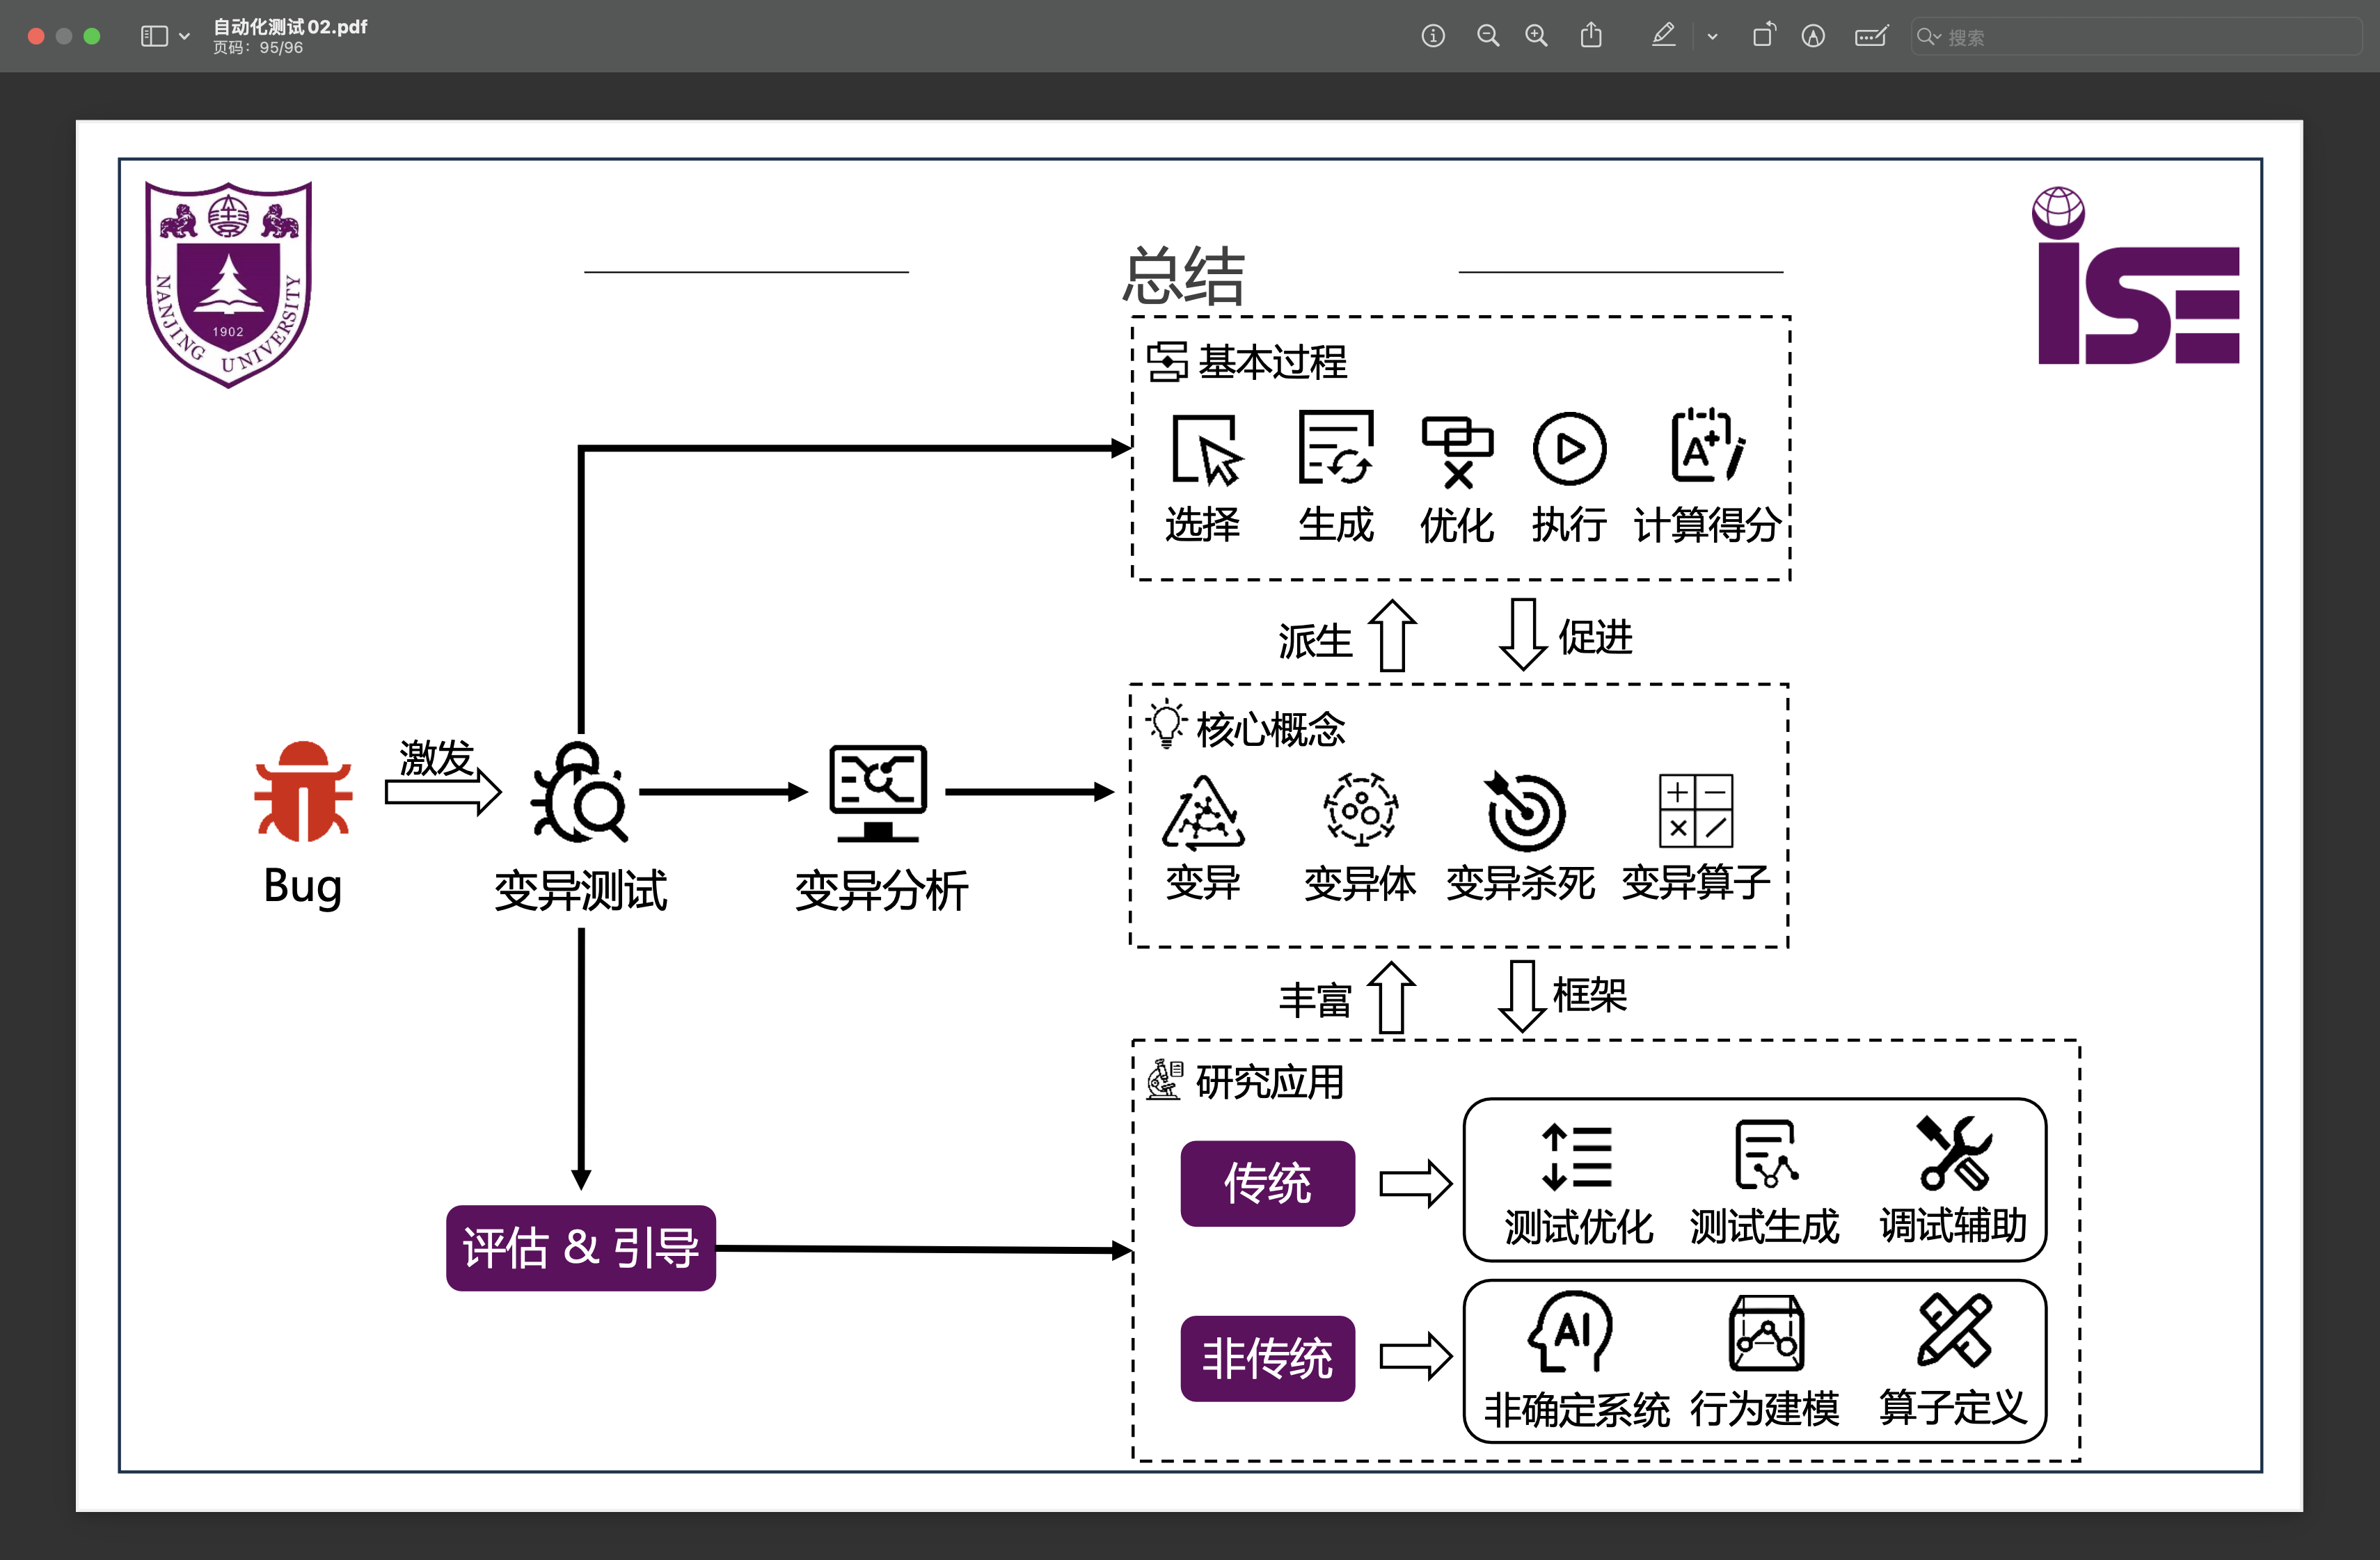 自动化测试02.pdf
页码：95/96
搜索
NANJING UNIVERSITY
1902
iSE
总结
基本过程
A+
选择 生成 优化 执行 计算得分
派生 促进
核心概念
变异 变异体 变异杀死 变异算子
激发
Bug 变异测试 变异分析
丰富 框架
研究应用
传统
测试优化 测试生成 调试辅助
评估 & 引导
非传统
AI
非确定系统 行为建模 算子定义